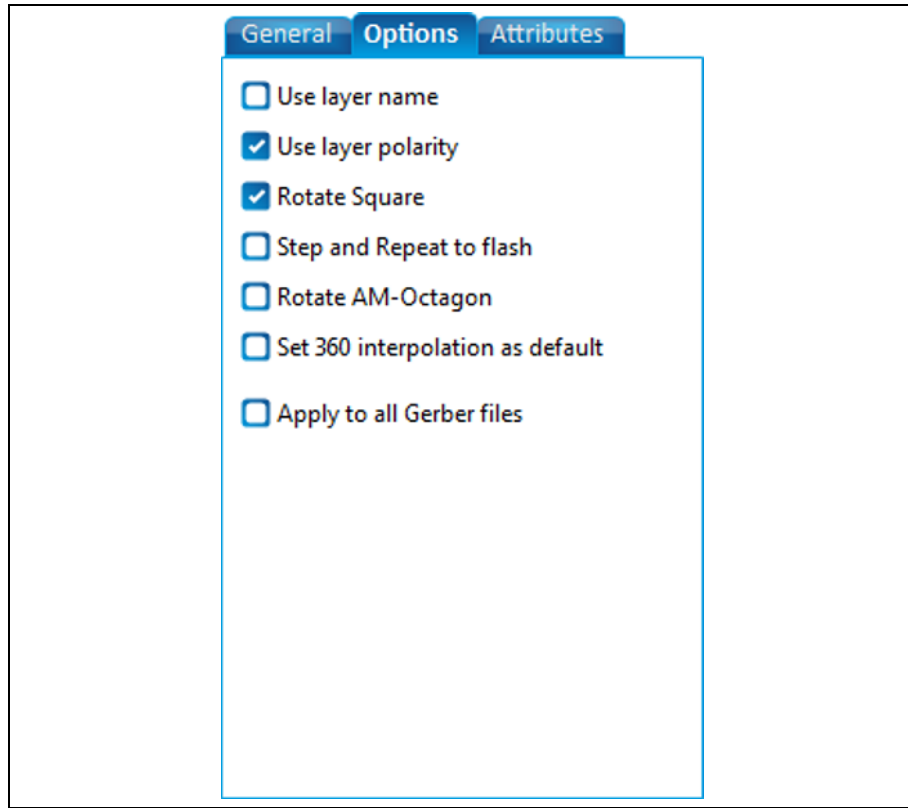 General Options Attributes
Use layer name
Use layer polarity
Rotate Square
Step and Repeat to flash
Rotate AM-Octagon
Set 360 interpolation as default
Apply to all Gerber files